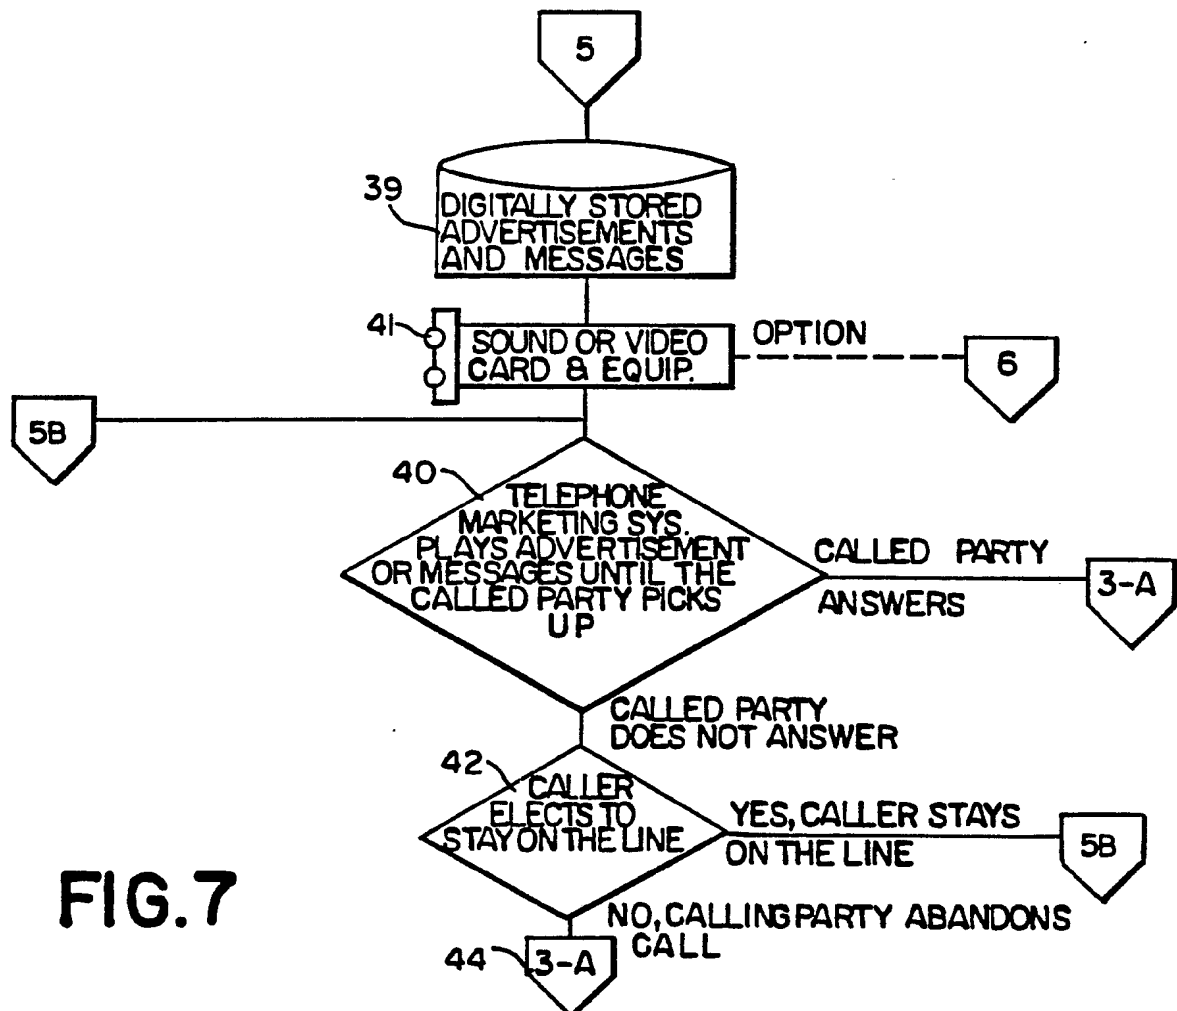 5
39
DIGITALLY STORED
ADVERTISEMENTS
AND MESSAGES
41
SOUND OR VIDEO
CARD & EQUIP.
OPTION
6
5B
40
TELEPHONE
MARKETING SYS.
PLAYS ADVERTISEMENT
OR MESSAGES UNTIL THE
CALLED PARTY PICKS
UP
CALLED PARTY
ANSWERS
3-A
CALLED PARTY
DOES NOT ANSWER
42
CALLER
ELECTS TO
STAY ON THE LINE
YES, CALLER STAYS
ON THE LINE
5B
NO, CALLING PARTY ABANDONS
CALL
44
3-A
FIG.7